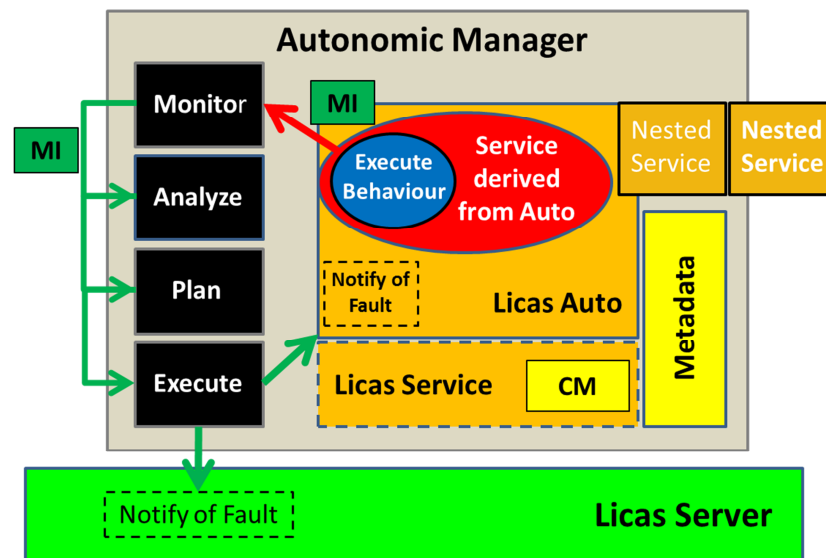 Autonomic Manager
Monitor
MI
MI
Analyze
Plan
Execute
Execute
Behaviour
Service
derived
from Auto
Nested
Service
Nested
Service
Notify of
Fault
Licas Auto
Licas Service
CM
Metadata
Notify of Fault
Licas Server